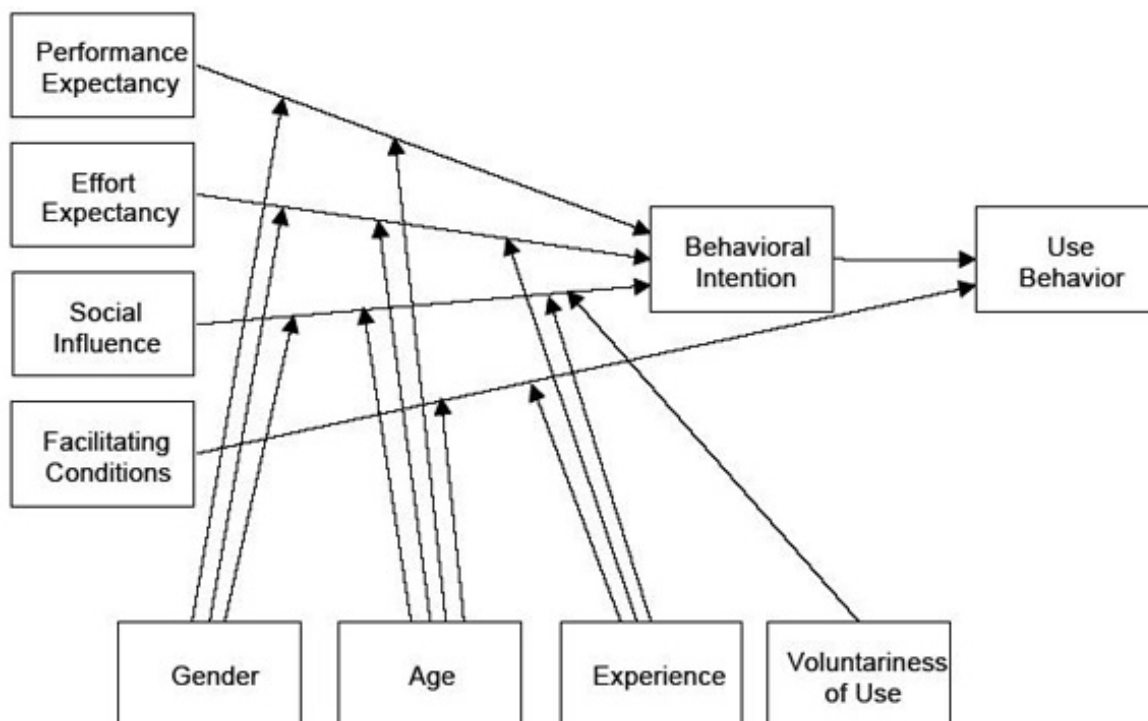 Performance
Expectancy
Effort
Expectancy
Social
Influence
Facilitating
Conditions
Behavioral
Intention
Use
Behavior
Gender
Age
Experience
Voluntariness
of Use